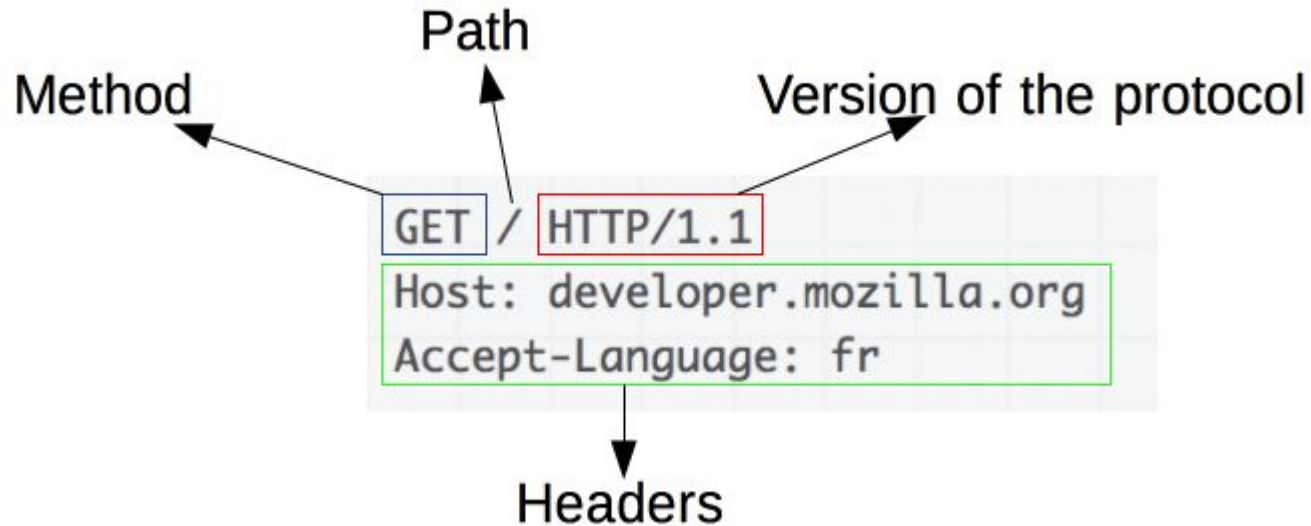 Path
Method
Version of the protocol
GET / HTTP/1.1
Host: developer.mozilla.org
Accept-Language: fr
Headers